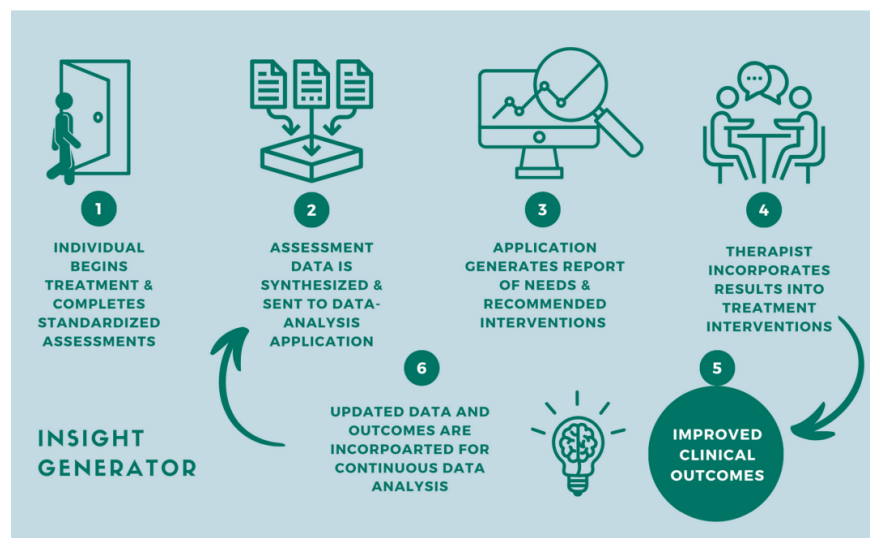 1
INDIVIDUAL
BEGINS
TREATMENT &
COMPLETES
STANDARDIZED
ASSESSMENTS
2
ASSESSMENT
DATA IS
SYNTHESIZED &
SENT TO DATA-
ANALYSIS
APPLICATION
3
APPLICATION
GENERATES REPORT
OF NEEDS &
RECOMMENDED
INTERVENTIONS
4
THERAPIST
INCORPORATES
RESULTS INTO
TREATMENT
INTERVENTIONS
5
IMPROVED
CLINICAL
OUTCOMES
6
UPDATED DATA AND
OUTCOMES ARE
INCORPOARTED FOR
CONTINUOUS DATA
ANALYSIS
INSIGHT
GENERATOR